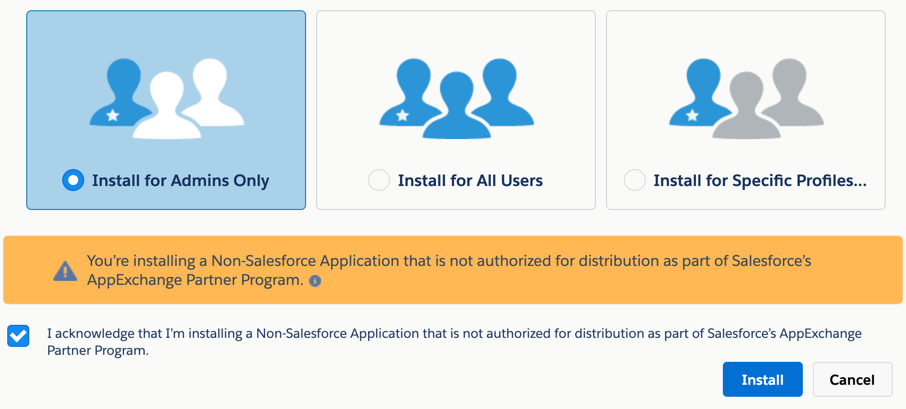 Install for Admins Only
Install for All Users
Install for Specific Profiles...
You’re installing a Non-Salesforce Application that is not authorized for distribution as part of Salesforce’s
AppExchange Partner Program.
I acknowledge that I’m installing a Non-Salesforce Application that is not authorized for distribution as part of Salesforce’s AppExchange
Partner Program.
Install
Cancel